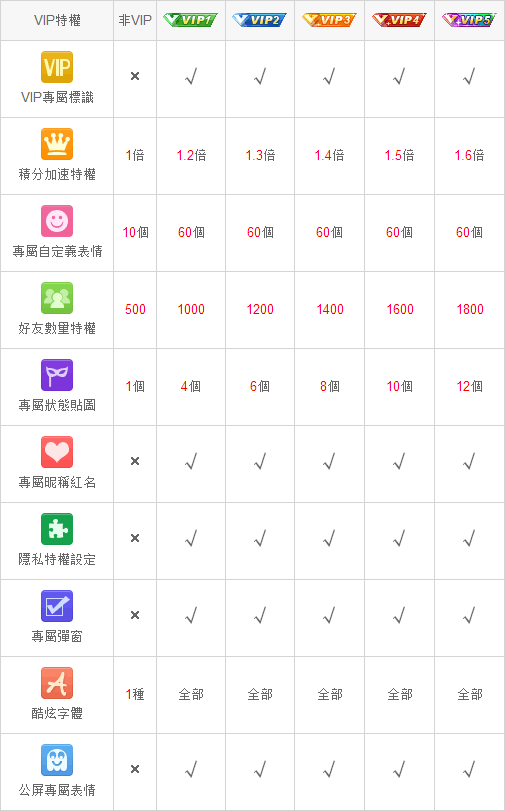 VIP特權 非VIP VIP1 VIP2 VIP3 VIP4 VIP5
VIP
VIP專屬標識 × √ √ √ √ √
積分加速特權 1倍 1.2倍 1.3倍 1.4倍 1.5倍 1.6倍
專屬自定義表情 10個 60個 60個 60個 60個 60個
好友數量特權 500 1000 1200 1400 1600 1800
專屬狀態貼圖 1個 4個 6個 8個 10個 12個
專屬昵稱紅名 × √ √ √ √ √
隱私特權設定 × √ √ √ √ √
專屬彈窗 × √ √ √ √ √
A
酷炫字體 1種 全部 全部 全部 全部 全部
公屏專屬表情 × √ √ √ √ √